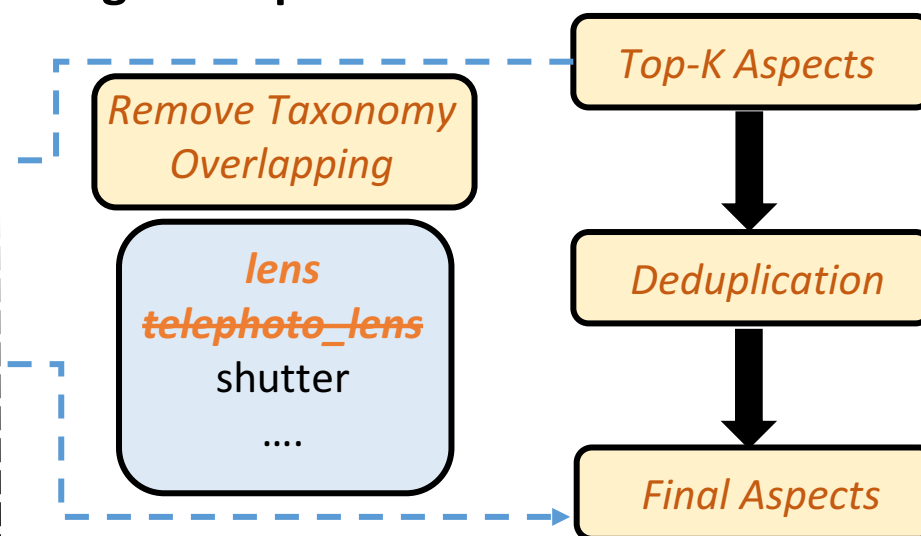 Top-K Aspects
Remove Taxonomy
Overlapping
lens
telephoto_lens
shutter
....
Deduplication
Final Aspects